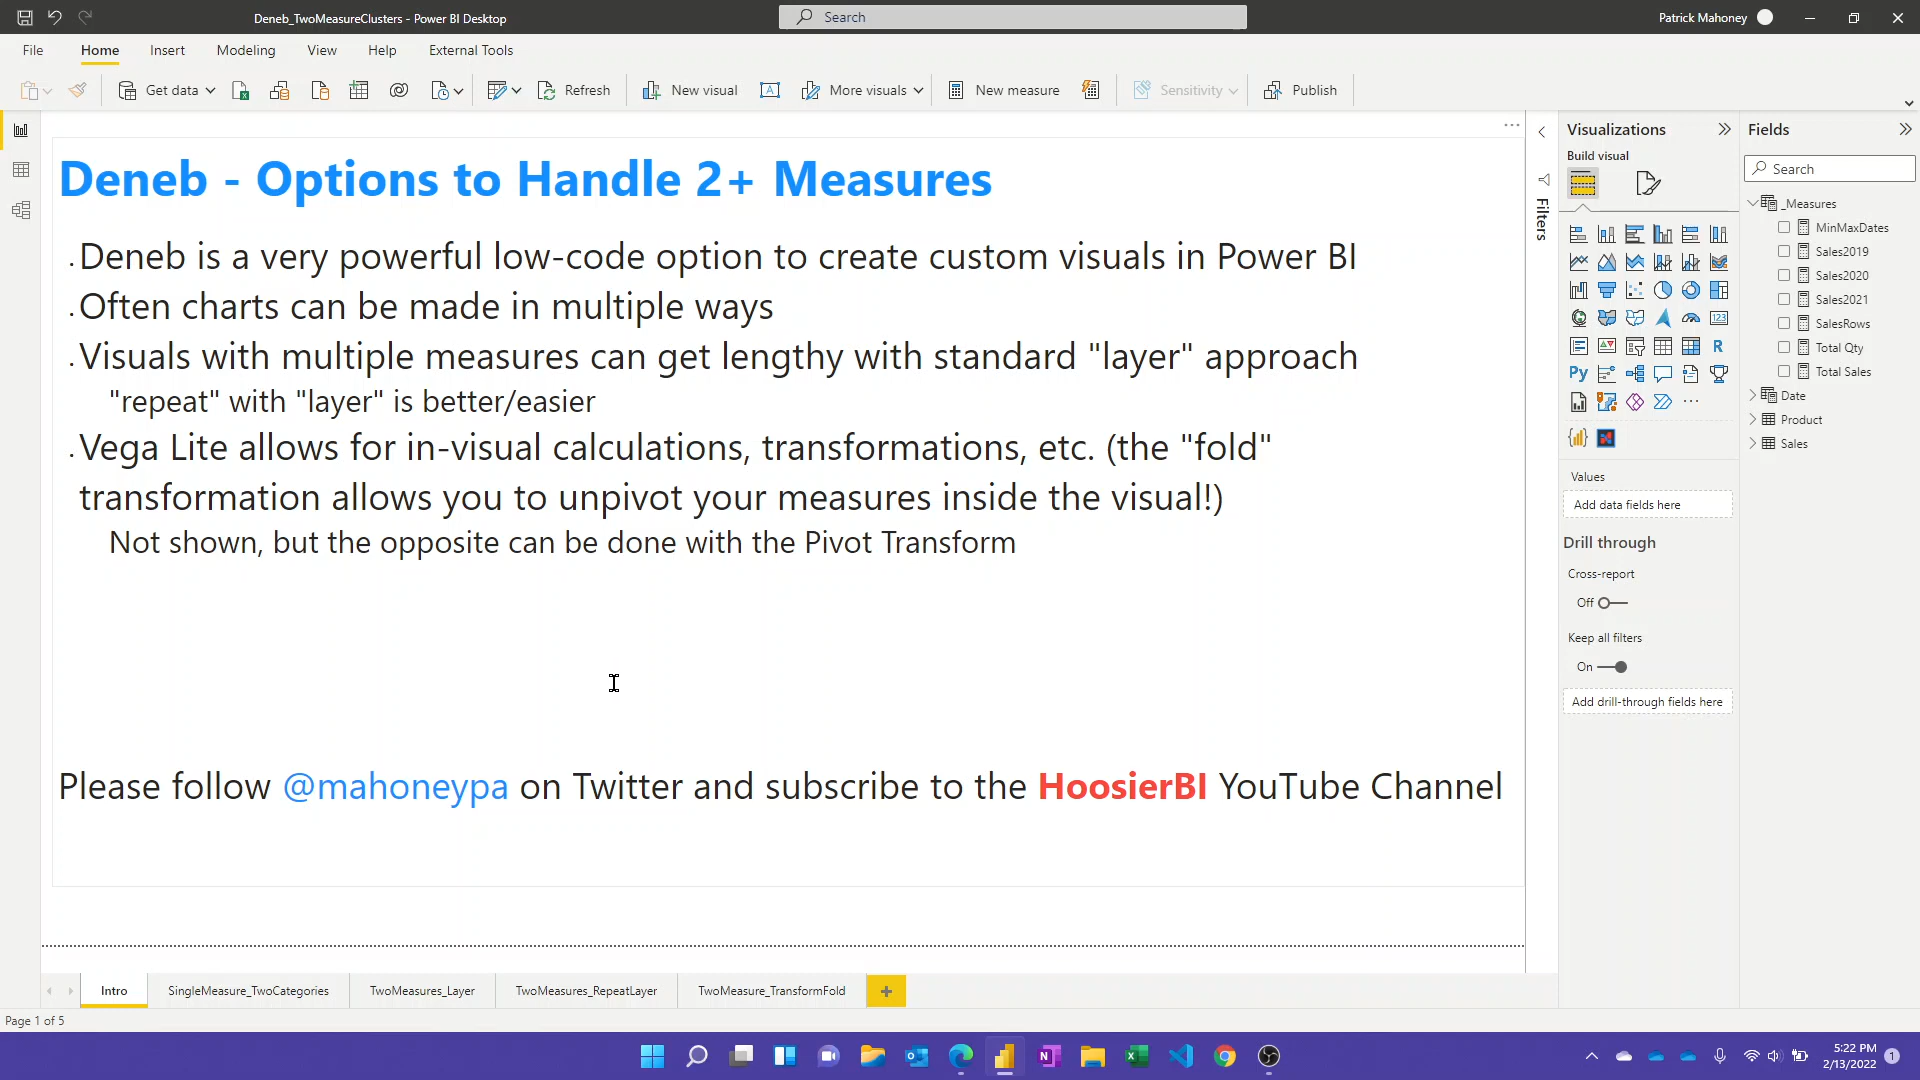 Deneb_TwoMeasureClusters - Power BI Desktop
Search
Patrick Mahoney
File
Home
Insert
Modeling
View
Help
External Tools
Get data
Refresh
New visual
More visuals
New measure
Sensitivity
Publish
Deneb - Options to Handle 2+ Measures
· Deneb is a very powerful low-code option to create custom visuals in Power BI
· Often charts can be made in multiple ways
· Visuals with multiple measures can get lengthy with standard "layer" approach
"repeat" with "layer" is better/easier
· Vega Lite allows for in-visual calculations, transformations, etc. (the "fold"
transformation allows you to unpivot your measures inside the visual!)
Not shown, but the opposite can be done with the Pivot Transform
Please follow @mahoneypa on Twitter and subscribe to the HoosierBI YouTube Channel
Filters
Visualizations
Build visual
123
R
Py
Values
Add data fields here
Drill through
Cross-report
Off
Keep all filters
On
Add drill-through fields here
Fields
Search
_Measures
MinMaxDates
Sales2019
Sales2020
Sales2021
SalesRows
Total Qty
Total Sales
Date
Product
Sales
Intro
SingleMeasure_TwoCategories
TwoMeasures_Layer
TwoMeasures_RepeatLayer
TwoMeasure_TransformFold
Page 1 of 5
5:22 PM
2/13/2022
1